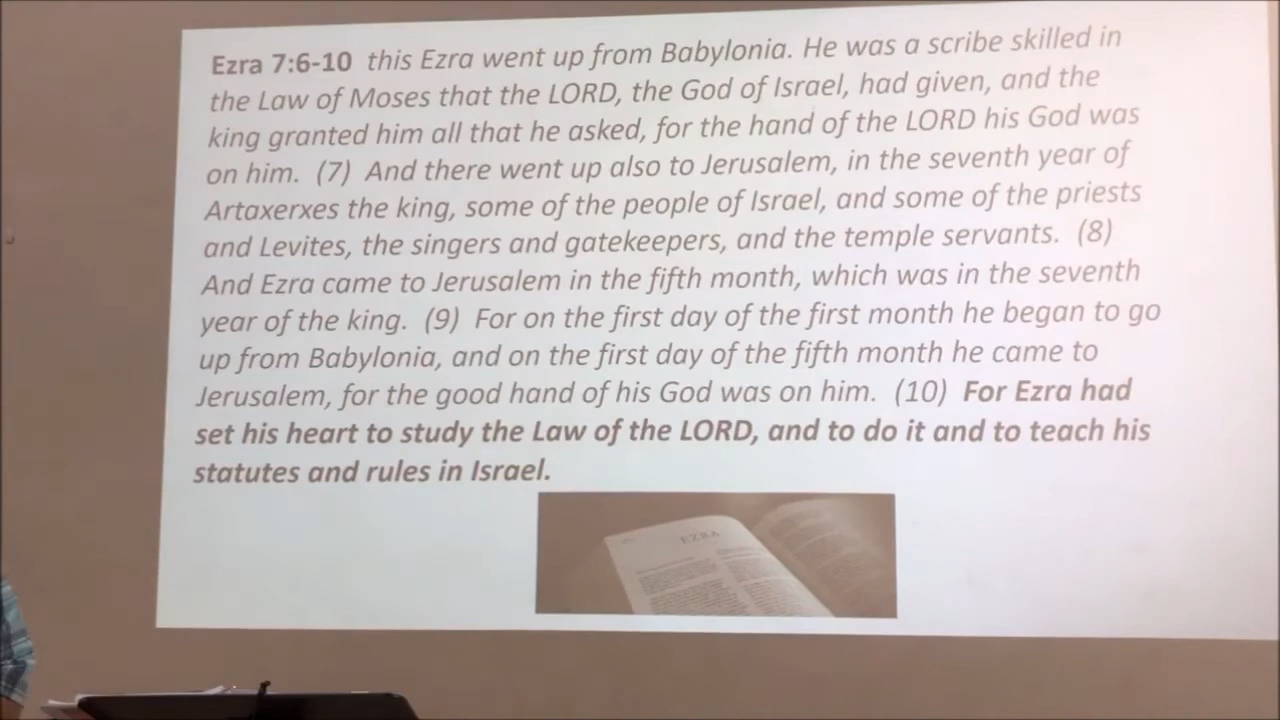 Ezra 7:6-10 this Ezra went up from Babylonia. He was a scribe skilled in
the Law of Moses that the LORD, the God of Israel, had given, and the
king granted him all that he asked, for the hand of the LORD his God was
on him. (7) And there went up also to Jerusalem, in the seventh year of
Artaxerxes the king, some of the people of Israel, and some of the priests
and Levites, the singers and gatekeepers, and the temple servants. (8)
And Ezra came to Jerusalem in the fifth month, which was in the seventh
year of the king. (9) For on the first day of the first month he began to go
up from Babylonia, and on the first day of the fifth month he came to
Jerusalem, for the good hand of his God was on him. (10) For Ezra had
set his heart to study the Law of the LORD, and to do it and to teach his
statutes and rules in Israel.
EZRA